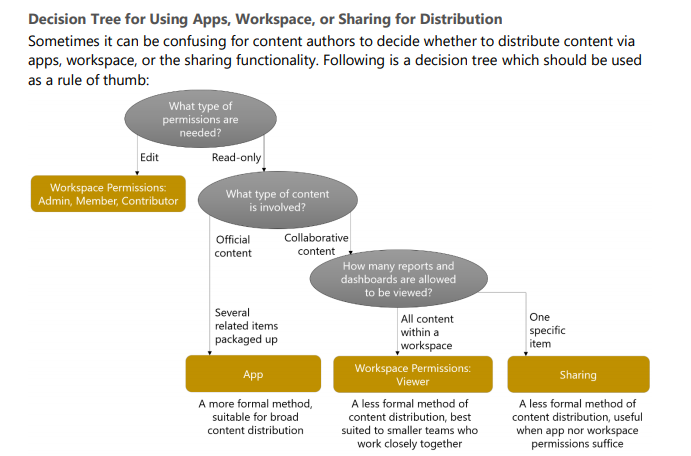 Decision Tree for Using Apps, Workspace, or Sharing for Distribution
Sometimes it can be confusing for content authors to decide whether to distribute content via
apps, workspace, or the sharing functionality. Following is a decision tree which should be used
as a rule of thumb:
What type of
permissions are
needed?
Edit
Read-only
Workspace Permissions:
Admin, Member, Contributor
What type of content
is involved?
Official
content
Collaborative
content
How many reports and
dashboards are allowed
to be viewed?
Several
related items
packaged up
All content
within a
workspace
One
specific
item
App
Workspace Permissions:
Viewer
Sharing
A more formal method,
suitable for broad
content distribution
A less formal method of
content distribution, best
suited to smaller teams who
work closely together
A less formal method of
content distribution, useful
when app nor workspace
permissions suffice